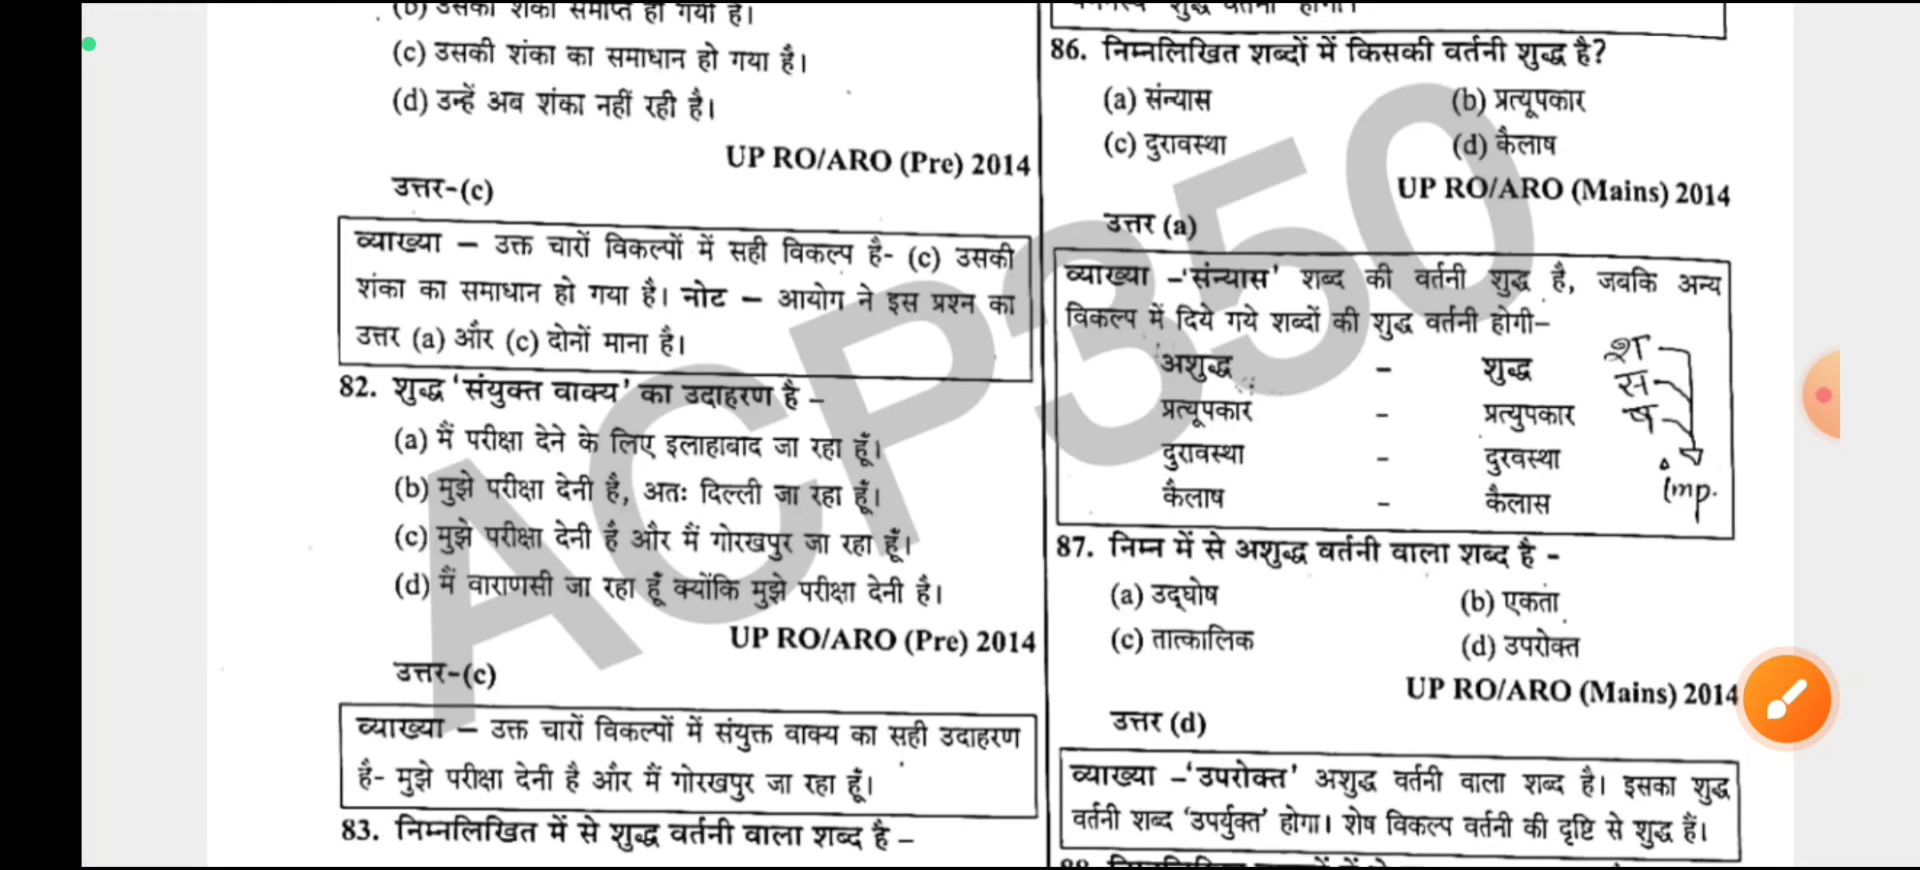 (b) उसकी शंका समाप्त हो गयी है।
(c) उसकी शंका का समाधान हो गया है।
(d) उन्हें अब शंका नहीं रही है।
UP RO/ARO (Pre) 2014
उत्तर-(c)
व्याख्या – उक्त चारों विकल्पों में सही विकल्प है- (c) उसकी
शंका का समाधान हो गया है। नोट – आयोग ने इस प्रश्न का
उत्तर (a) और (c) दोनों माना है।
82. शुद्ध 'संयुक्त वाक्य' का उदाहरण है –
(a) मैं परीक्षा देने के लिए इलाहाबाद जा रहा हूँ।
(b) मुझे परीक्षा देनी है, अतः दिल्ली जा रहा हूँ।
(c) मुझे परीक्षा देनी है और मैं गोरखपुर जा रहा हूँ।
(d) मैं वाराणसी जा रहा हूँ क्योंकि मुझे परीक्षा देनी है।
UP RO/ARO (Pre) 2014
उत्तर-(c)
व्याख्या – उक्त चारों विकल्पों में संयुक्त वाक्य का सही उदाहरण
है- मुझे परीक्षा देनी है और मैं गोरखपुर जा रहा हूँ।
83. निम्नलिखित में से शुद्ध वर्तनी वाला शब्द है –
शुद्ध वर्तनी होगी।
86. निम्नलिखित शब्दों में किसकी वर्तनी शुद्ध है?
(a) संन्यास (b) प्रत्यूपकार
(c) दुरावस्था (d) कैलाष
UP RO/ARO (Mains) 2014
उत्तर (a)
व्याख्या –'संन्यास' शब्द की वर्तनी शुद्ध है, जबकि अन्य
विकल्प में दिये गये शब्दों की शुद्ध वर्तनी होगी–
अशुद्ध – शुद्ध
प्रत्यूपकार – प्रत्युपकार
दुरावस्था – दुरवस्था
कैलाष – कैलास
श
स
ष
imp.
87. निम्न में से अशुद्ध वर्तनी वाला शब्द है -
(a) उद्घोष (b) एकता
(c) तात्कालिक (d) उपरोक्त
UP RO/ARO (Mains) 2014
उत्तर (d)
व्याख्या –'उपरोक्त' अशुद्ध वर्तनी वाला शब्द है। इसका शुद्ध
वर्तनी शब्द 'उपर्युक्त' होगा। शेष विकल्प वर्तनी की दृष्टि से शुद्ध हैं।
ACP350